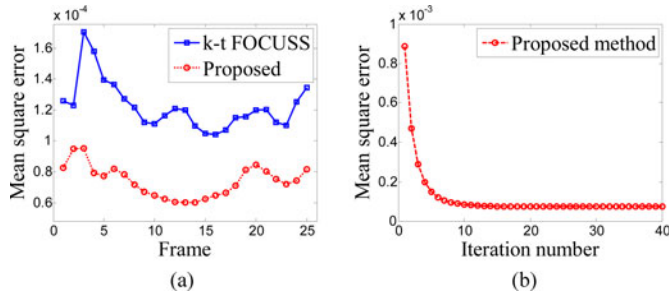 x 10⁻⁴
1.6
1.4
1.2
1
0.8
0.6
Mean square error
k-t FOCUSS
Proposed
0
5
10
15
20
25
Frame
(a)
x 10⁻³
1
0.8
0.6
0.4
0.2
0
Mean square error
Proposed method
0
10
20
30
40
Iteration number
(b)